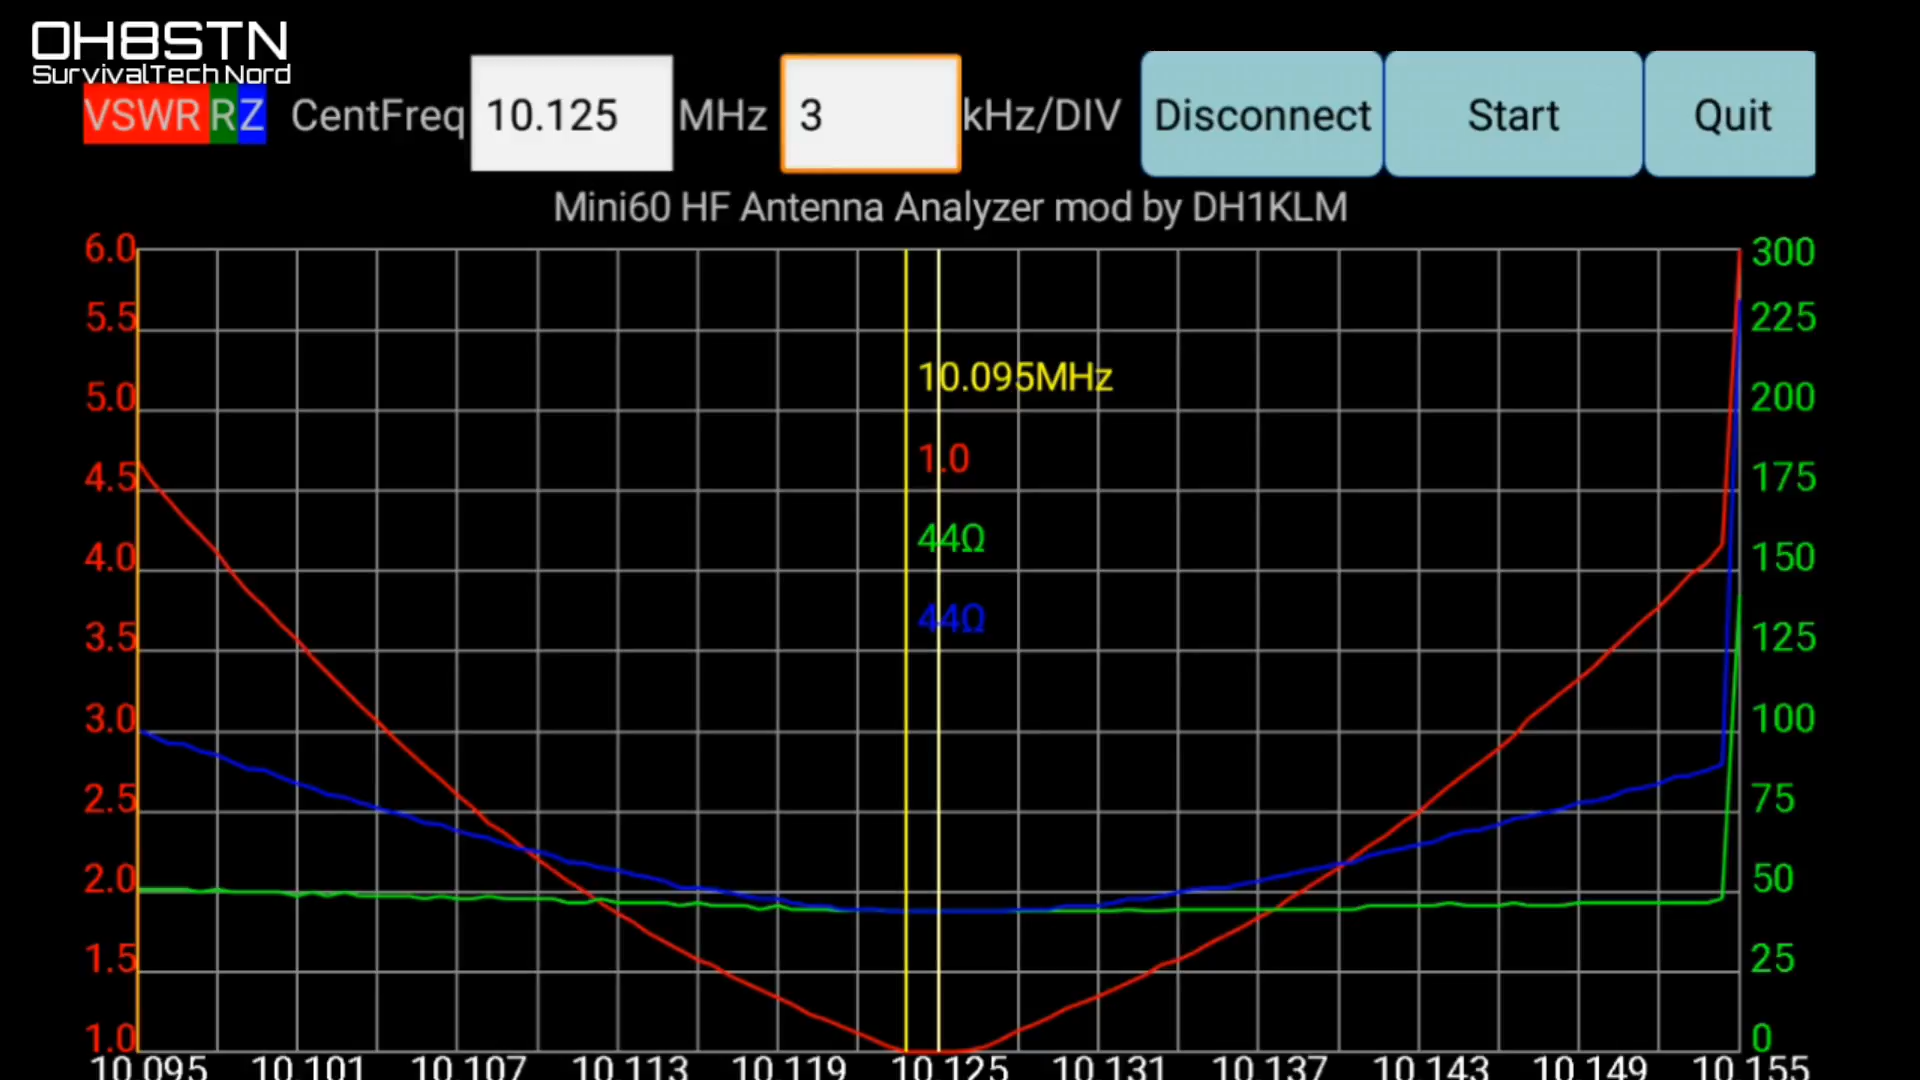 OH8STN
SurvivalTech Nord
VSWR R Z CentFreq 10.125 MHz 3 kHz/DIV Disconnect Start Quit
Mini60 HF Antenna Analyzer mod by DH1KLM
6.0 300
5.5 225
10.095MHz
5.0 200
1.0
4.5 175
44Ω
4.0 150
44Ω
3.5 125
3.0 100
2.5 75
2.0 50
1.5 25
1.0 0
10.095 10.101 10.107 10.113 10.119 10.125 10.131 10.137 10.143 10.149 10.155